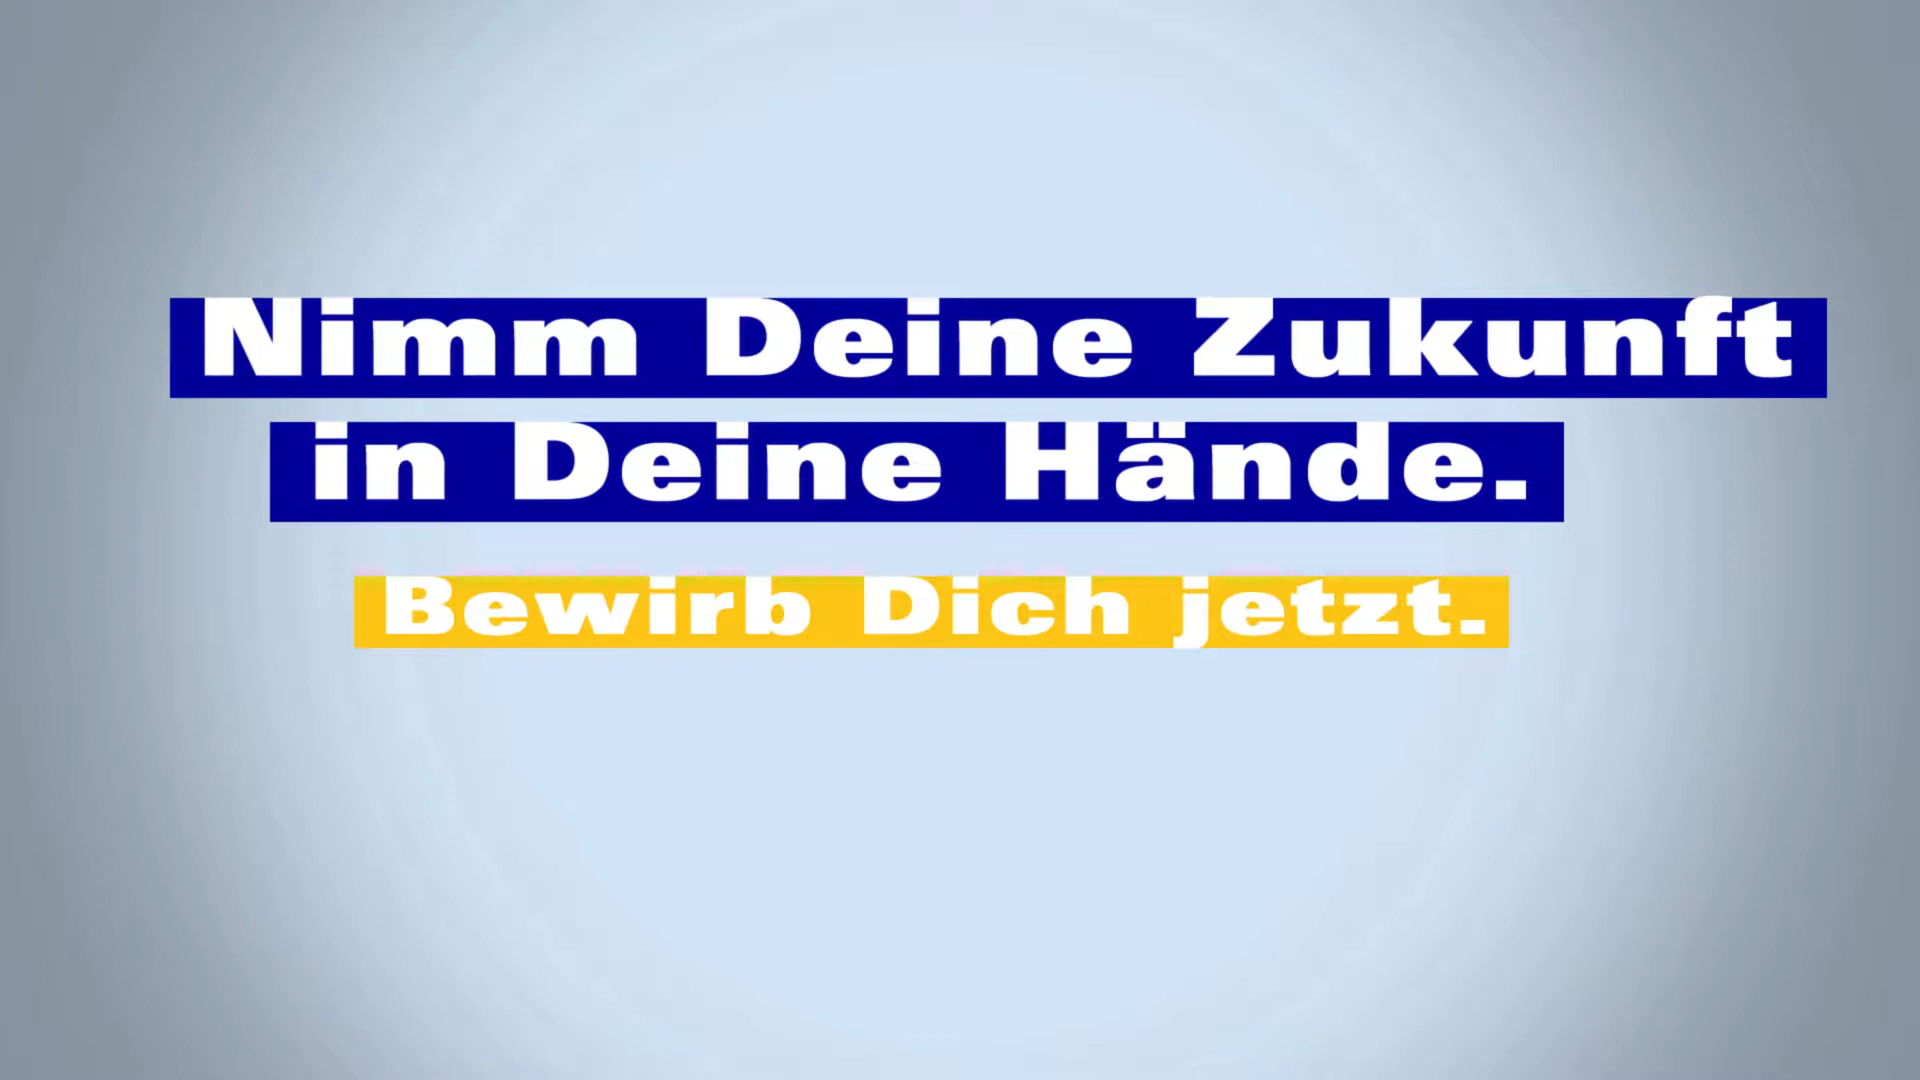 Nimm Deine Zukunft
in Deine Hände.
Bewirb Dich jetzt.